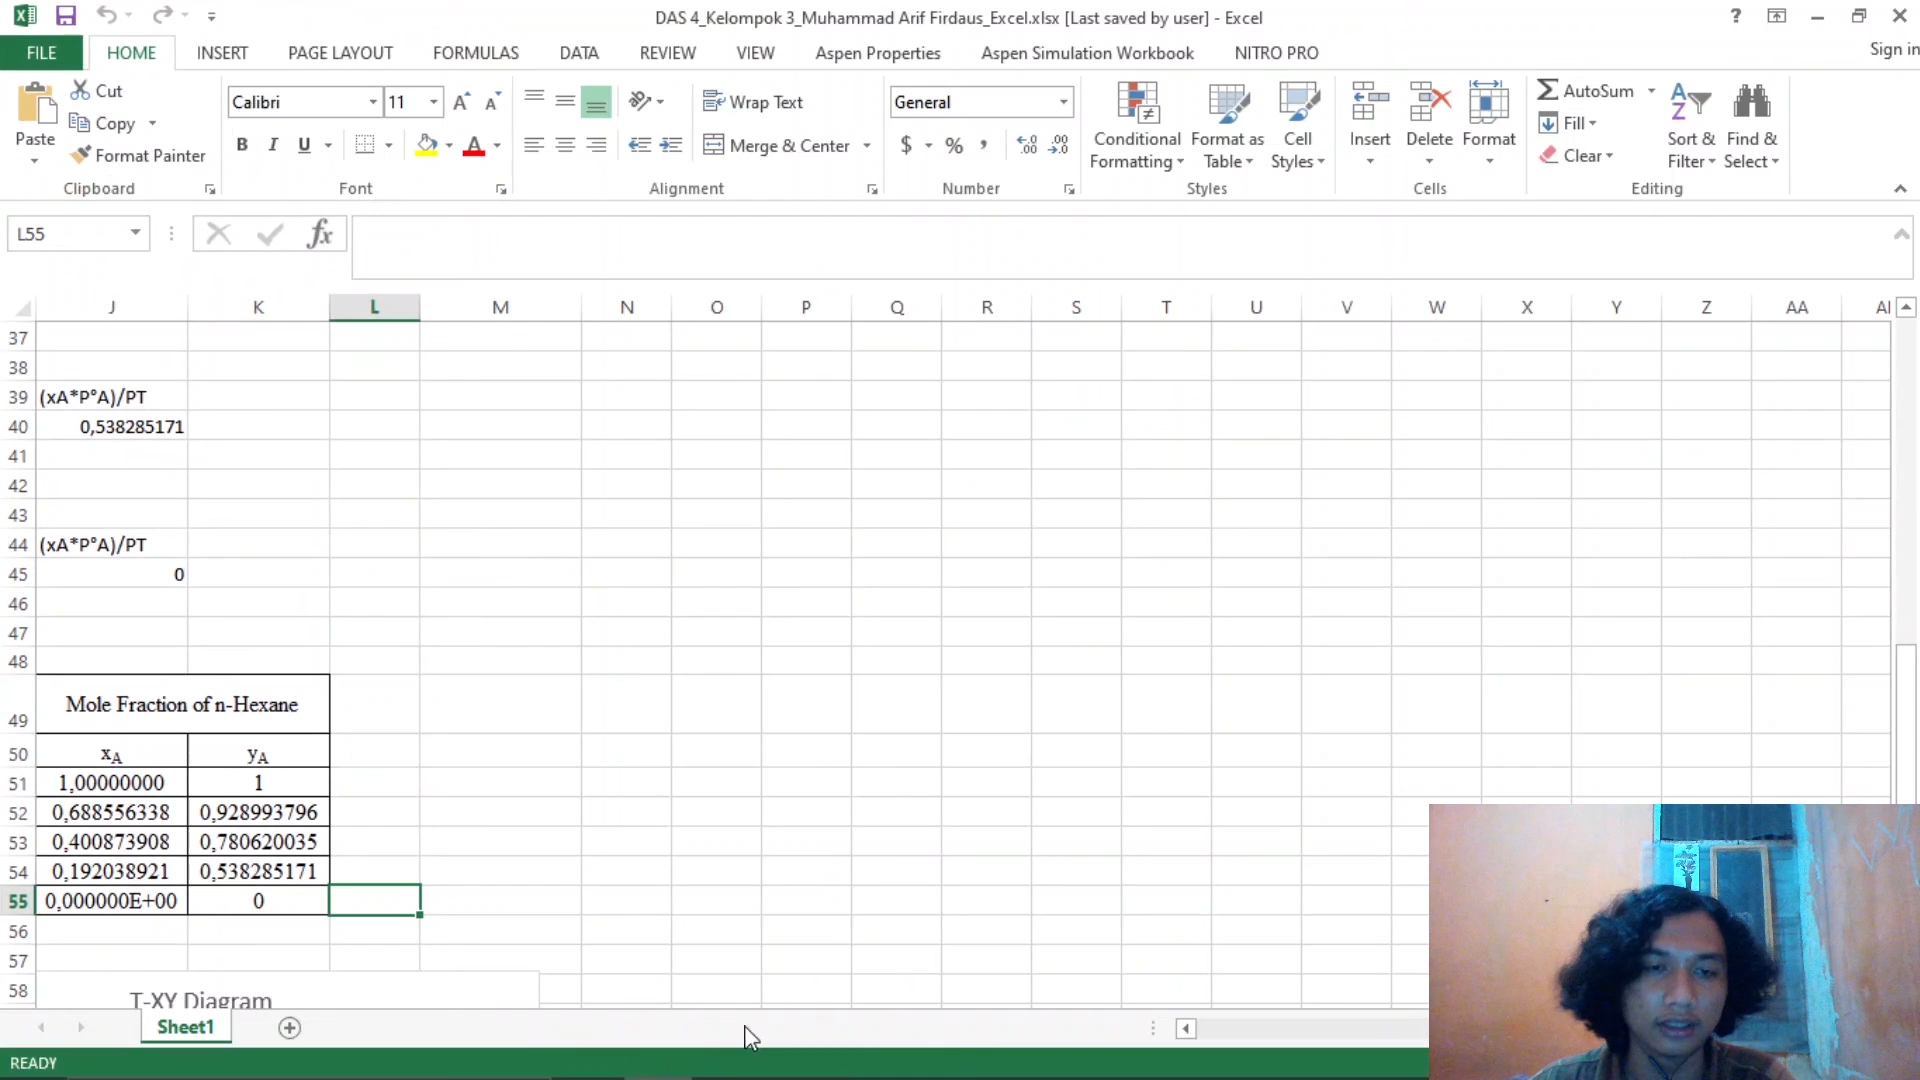 DAS 4_Kelompok 3_Muhammad Arif Firdaus_Excel.xlsx [Last saved by user] - Excel
?
FILE HOME INSERT PAGE LAYOUT FORMULAS DATA REVIEW VIEW Aspen Properties Aspen Simulation Workbook NITRO PRO Sign in
Paste
Cut
Copy
Format Painter
Clipboard
Calibri 11
B I U
Font
Wrap Text
Merge & Center
Alignment
General
$ % ,
Number
Conditional Formatting
Format as Table
Cell Styles
Styles
Insert
Delete
Format
Cells
AutoSum
Fill
Clear
Sort & Filter
Find & Select
Editing
L55
fx
J K L M N O P Q R S T U V W X Y Z AA
37
38
39 (xA*P°A)/PT
40 0,538285171
41
42
43
44 (xA*P°A)/PT
45 0
46
47
48
49 Mole Fraction of n-Hexane
50 xA yA
51 1,00000000 1
52 0,688556338 0,928993796
53 0,400873908 0,780620035
54 0,192038921 0,538285171
55 0,000000E+00 0
56
57
58 T-XY Diagram
Sheet1
READY